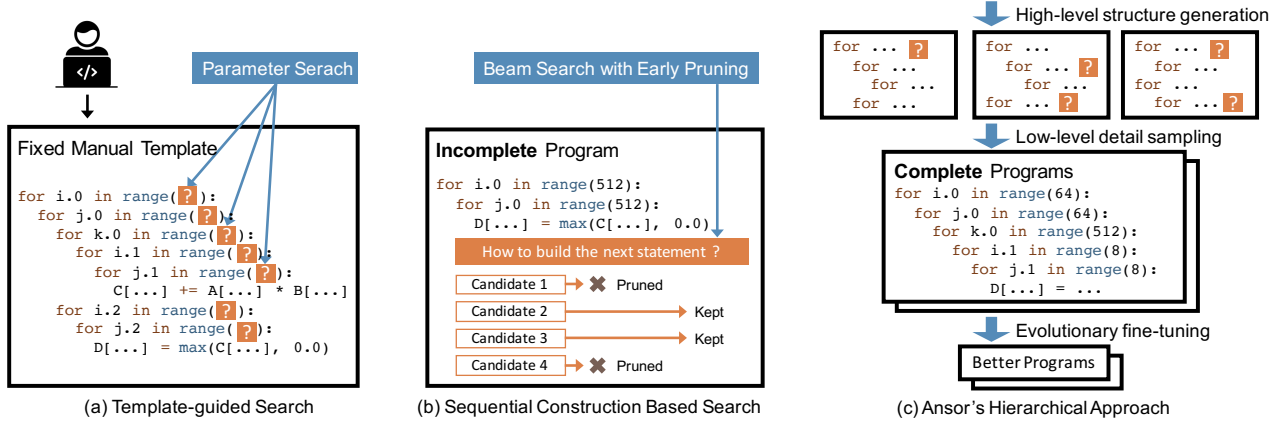 </>
Parameter Serach
Fixed Manual Template
for i.0 in range( ? ):
for j.0 in range( ? ):
for k.0 in range( ? ):
for i.1 in range( ? ):
for j.1 in range( ? ):
C[...] += A[...] * B[...]
for i.2 in range( ? ):
for j.2 in range( ? ):
D[...] = max(C[...], 0.0)
(a) Template-guided Search
Beam Search with Early Pruning
Incomplete Program
for i.0 in range(512):
for j.0 in range(512):
D[...] = max(C[...], 0.0)
How to build the next statement ?
Candidate 1
Pruned
Candidate 2
Kept
Candidate 3
Kept
Candidate 4
Pruned
(b) Sequential Construction Based Search
High-level structure generation
for ... ?
for ...
for ...
for ...
for ...
for ... ?
for ...
for ... ?
for ... ?
for ...
for ...
for ... ?
Low-level detail sampling
Complete Programs
for i.0 in range(64):
for j.0 in range(64):
for k.0 in range(512):
for i.1 in range(8):
for j.1 in range(8):
D[...] = ...
Evolutionary fine-tuning
Better Programs
(c) Ansor's Hierarchical Approach